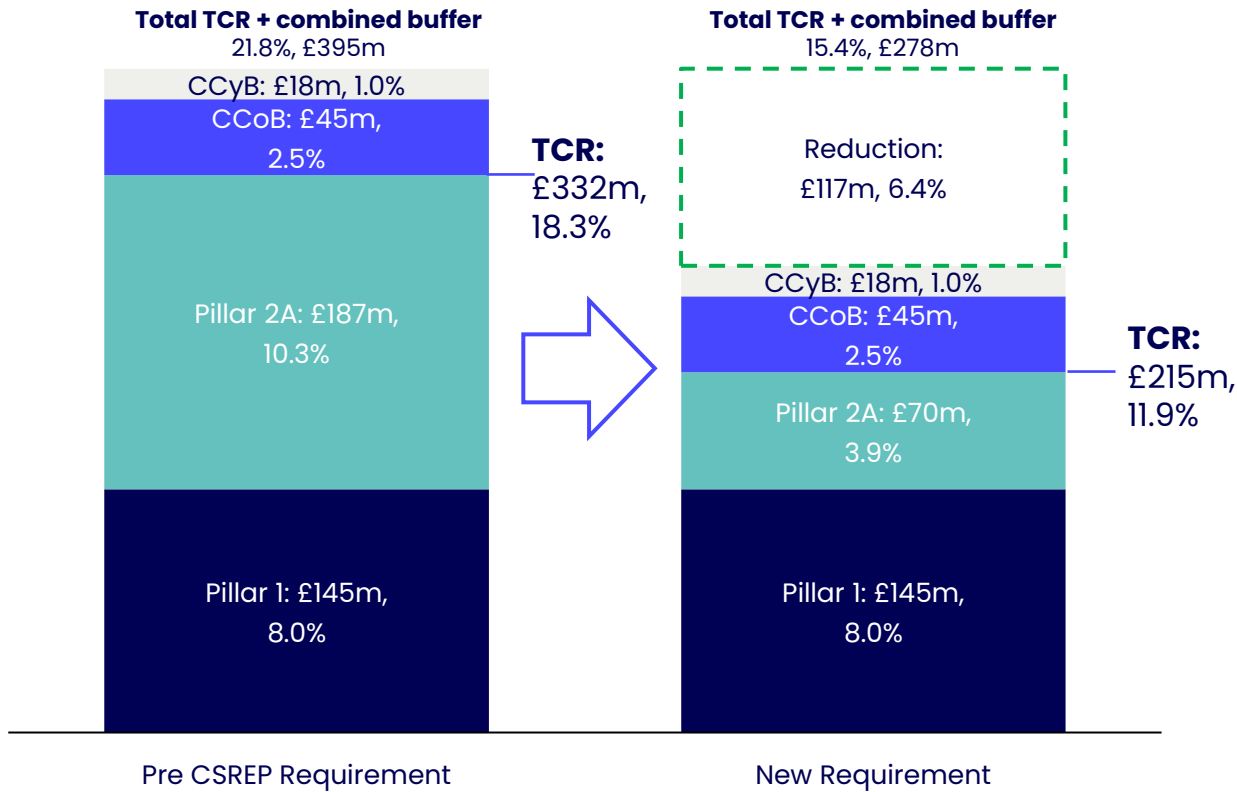 Total TCR + combined buffer
21.8%, £395m
CCyB: £18m, 1.0%
CCoB: £45m,
2.5%
TCR:
£332m,
18.3%
Pillar 2A: £187m,
10.3%
Pillar 1: £145m,
8.0%
Pre CSREP Requirement
Total TCR + combined buffer
15.4%, £278m
Reduction:
£117m, 6.4%
CCyB: £18m, 1.0%
CCoB: £45m,
2.5%
TCR:
£215m,
11.9%
Pillar 2A: £70m,
3.9%
Pillar 1: £145m,
8.0%
New Requirement